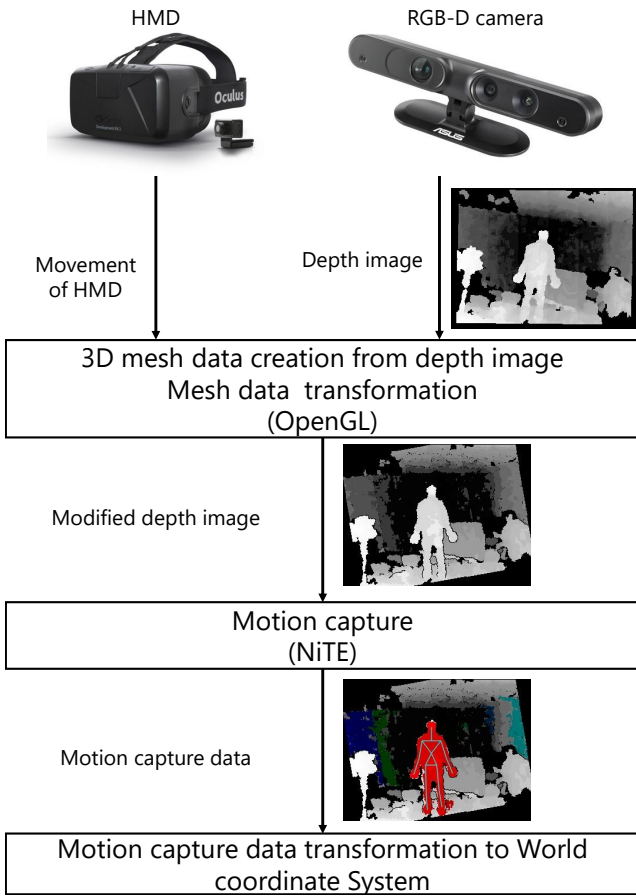 HMD
RGB-D camera
Oculus
ASUS
Movement
of HMD
Depth image
3D mesh data creation from depth image
Mesh data transformation
(OpenGL)
Modified depth image
Motion capture
(NiTE)
Motion capture data
Motion capture data transformation to World
coordinate System